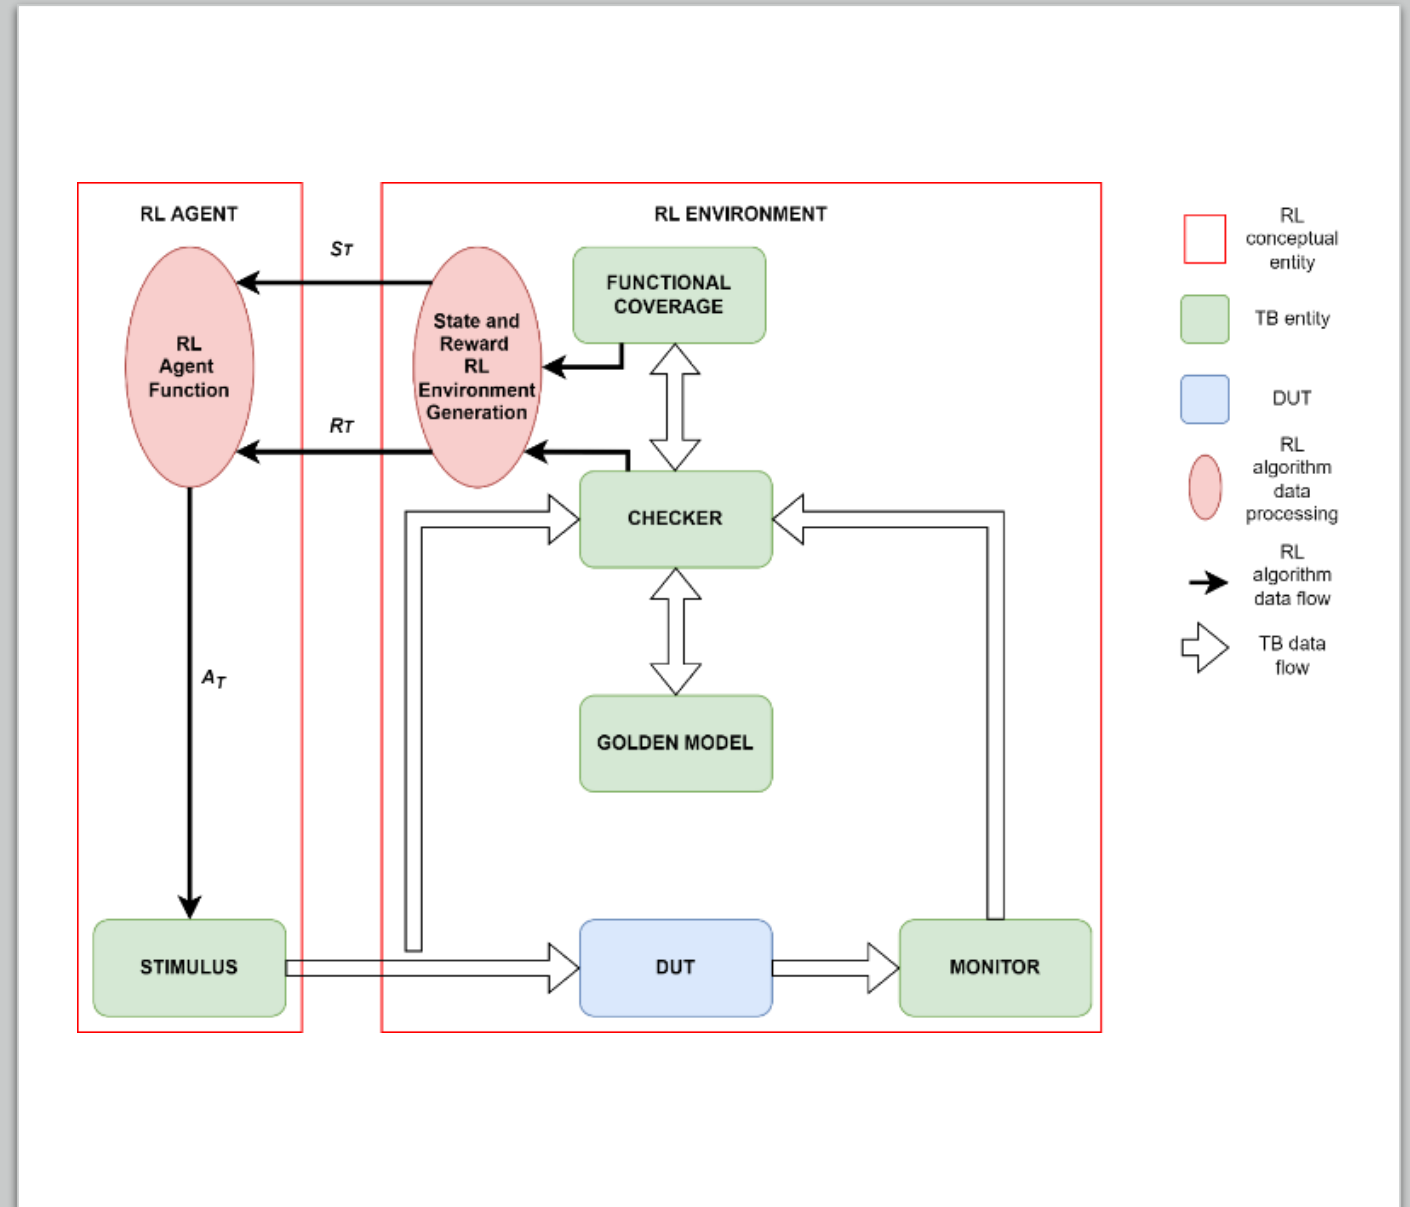 RL AGENT
RL ENVIRONMENT
ST
RL
Agent
Function
State and
Reward
RL
Environment
Generation
FUNCTIONAL
COVERAGE
RT
CHECKER
AT
GOLDEN MODEL
STIMULUS
DUT
MONITOR
RL
conceptual
entity
TB entity
DUT
RL
algorithm
data
processing
RL
algorithm
data flow
TB data
flow